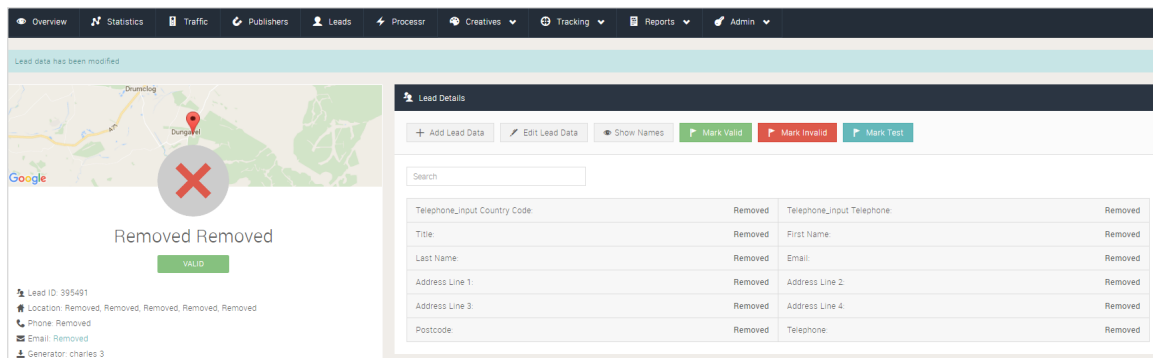 Overview Statistics Traffic Publishers Leads Processr Creatives Tracking Reports Admin
Lead data has been modified
Drumclog
A71
Dungavel
Google
Removed Removed
VALID
Lead ID: 395491
Location: Removed, Removed, Removed, Removed, Removed
Phone: Removed
Email: Removed
Generator: charles 3
Lead Details
+ Add Lead Data Edit Lead Data Show Names Mark Valid Mark Invalid Mark Test
Search
Telephone_input Country Code: Removed Telephone_input Telephone: Removed
Title: Removed First Name: Removed
Last Name: Removed Email: Removed
Address Line 1: Removed Address Line 2: Removed
Address Line 3: Removed Address Line 4: Removed
Postcode: Removed Telephone: Removed